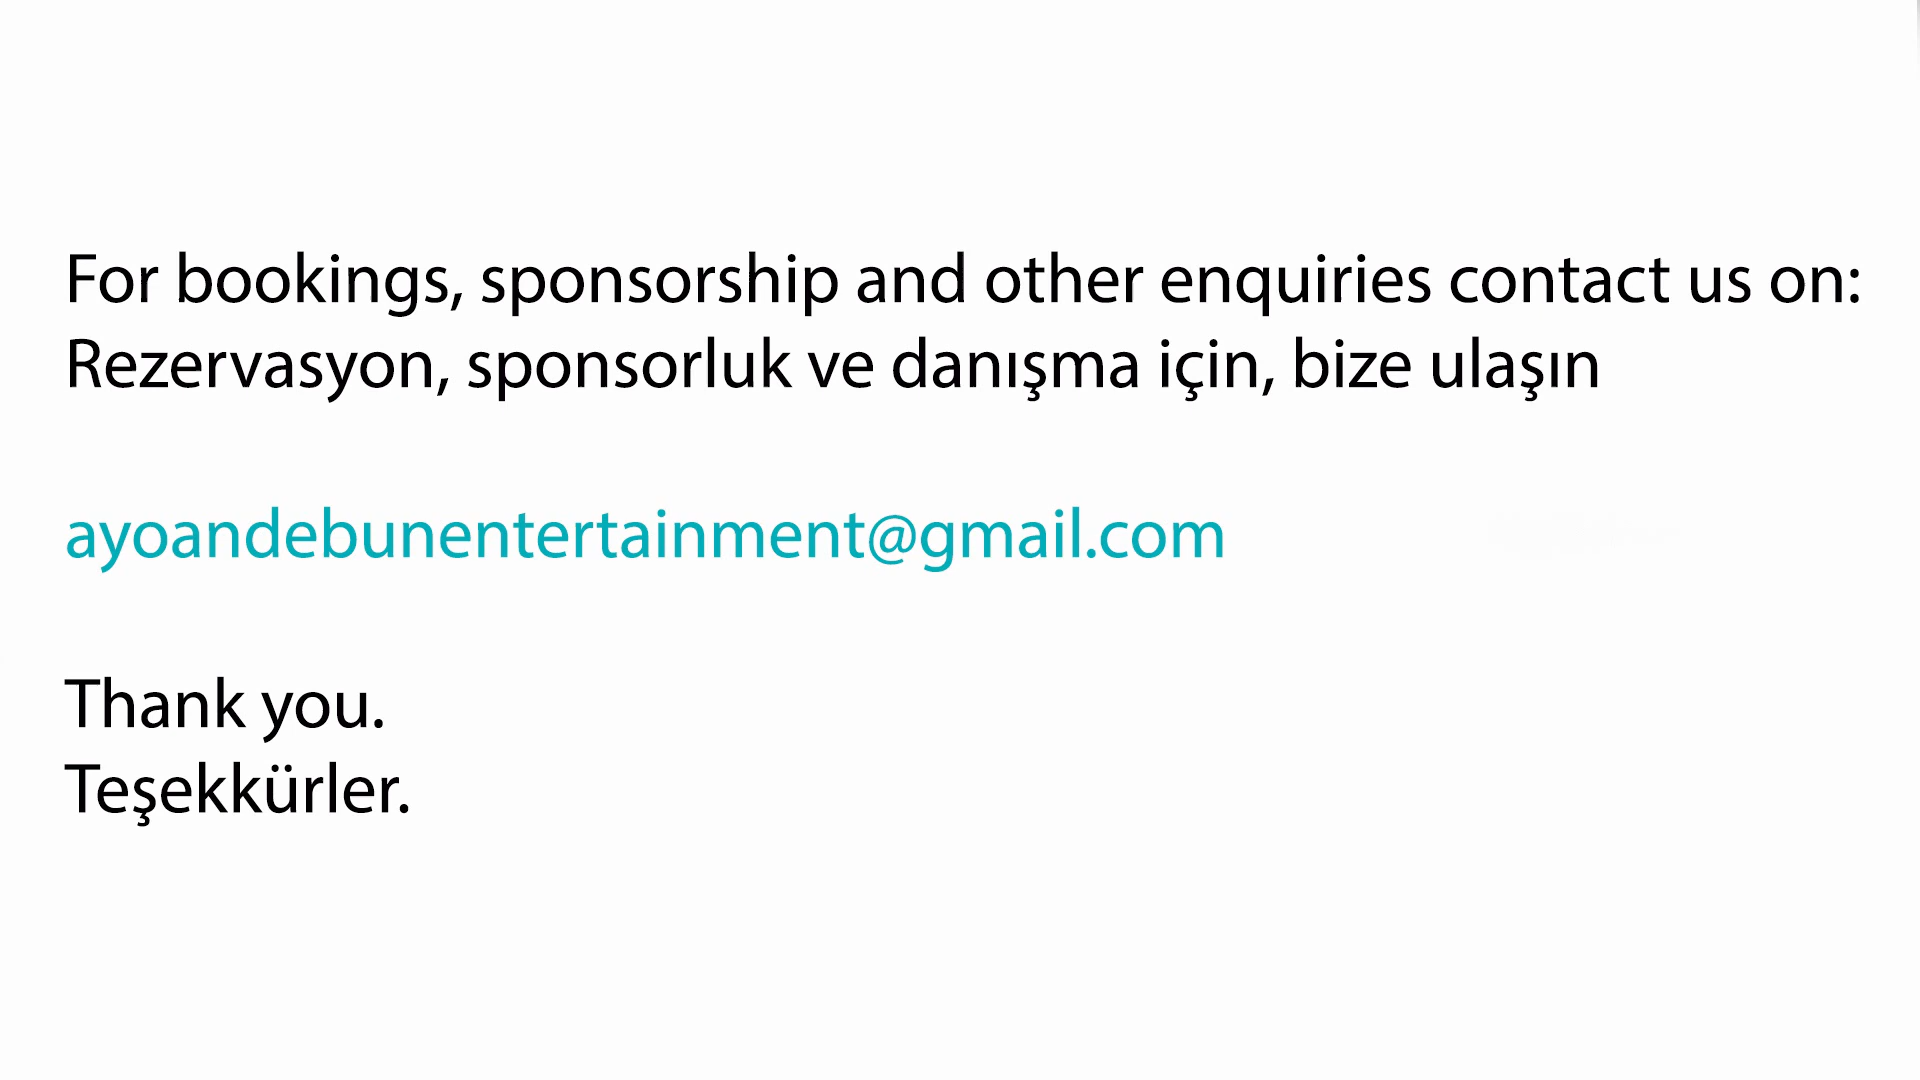 For bookings, sponsorship and other enquiries contact us on:
Rezervasyon, sponsorluk ve danışma için, bize ulaşın
ayoandebunentertainment@gmail.com
Thank you.
Teşekkürler.